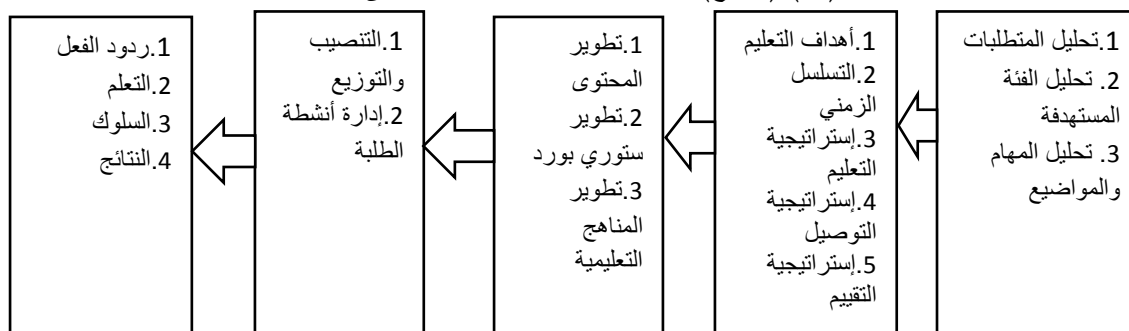 1.تحليل المتطلبات
2. تحليل الفئة
المستهدفة
3. تحليل المهام
والمواضيع
1.أهداف التعليم
2.التسلسل
الزمني
3.إستراتيجية
التعليم
4.إستراتيجية
التوصيل
5.إستراتيجية
التقييم
1.تطوير
المحتوى
2.تطوير
ستوري بورد
3.تطوير
المناهج
التعليمية
1.التنصيب
والتوزيع
2.إدارة أنشطة
الطلبة
1.ردود الفعل
2.التعلم
3.السلوك
4.النتائج